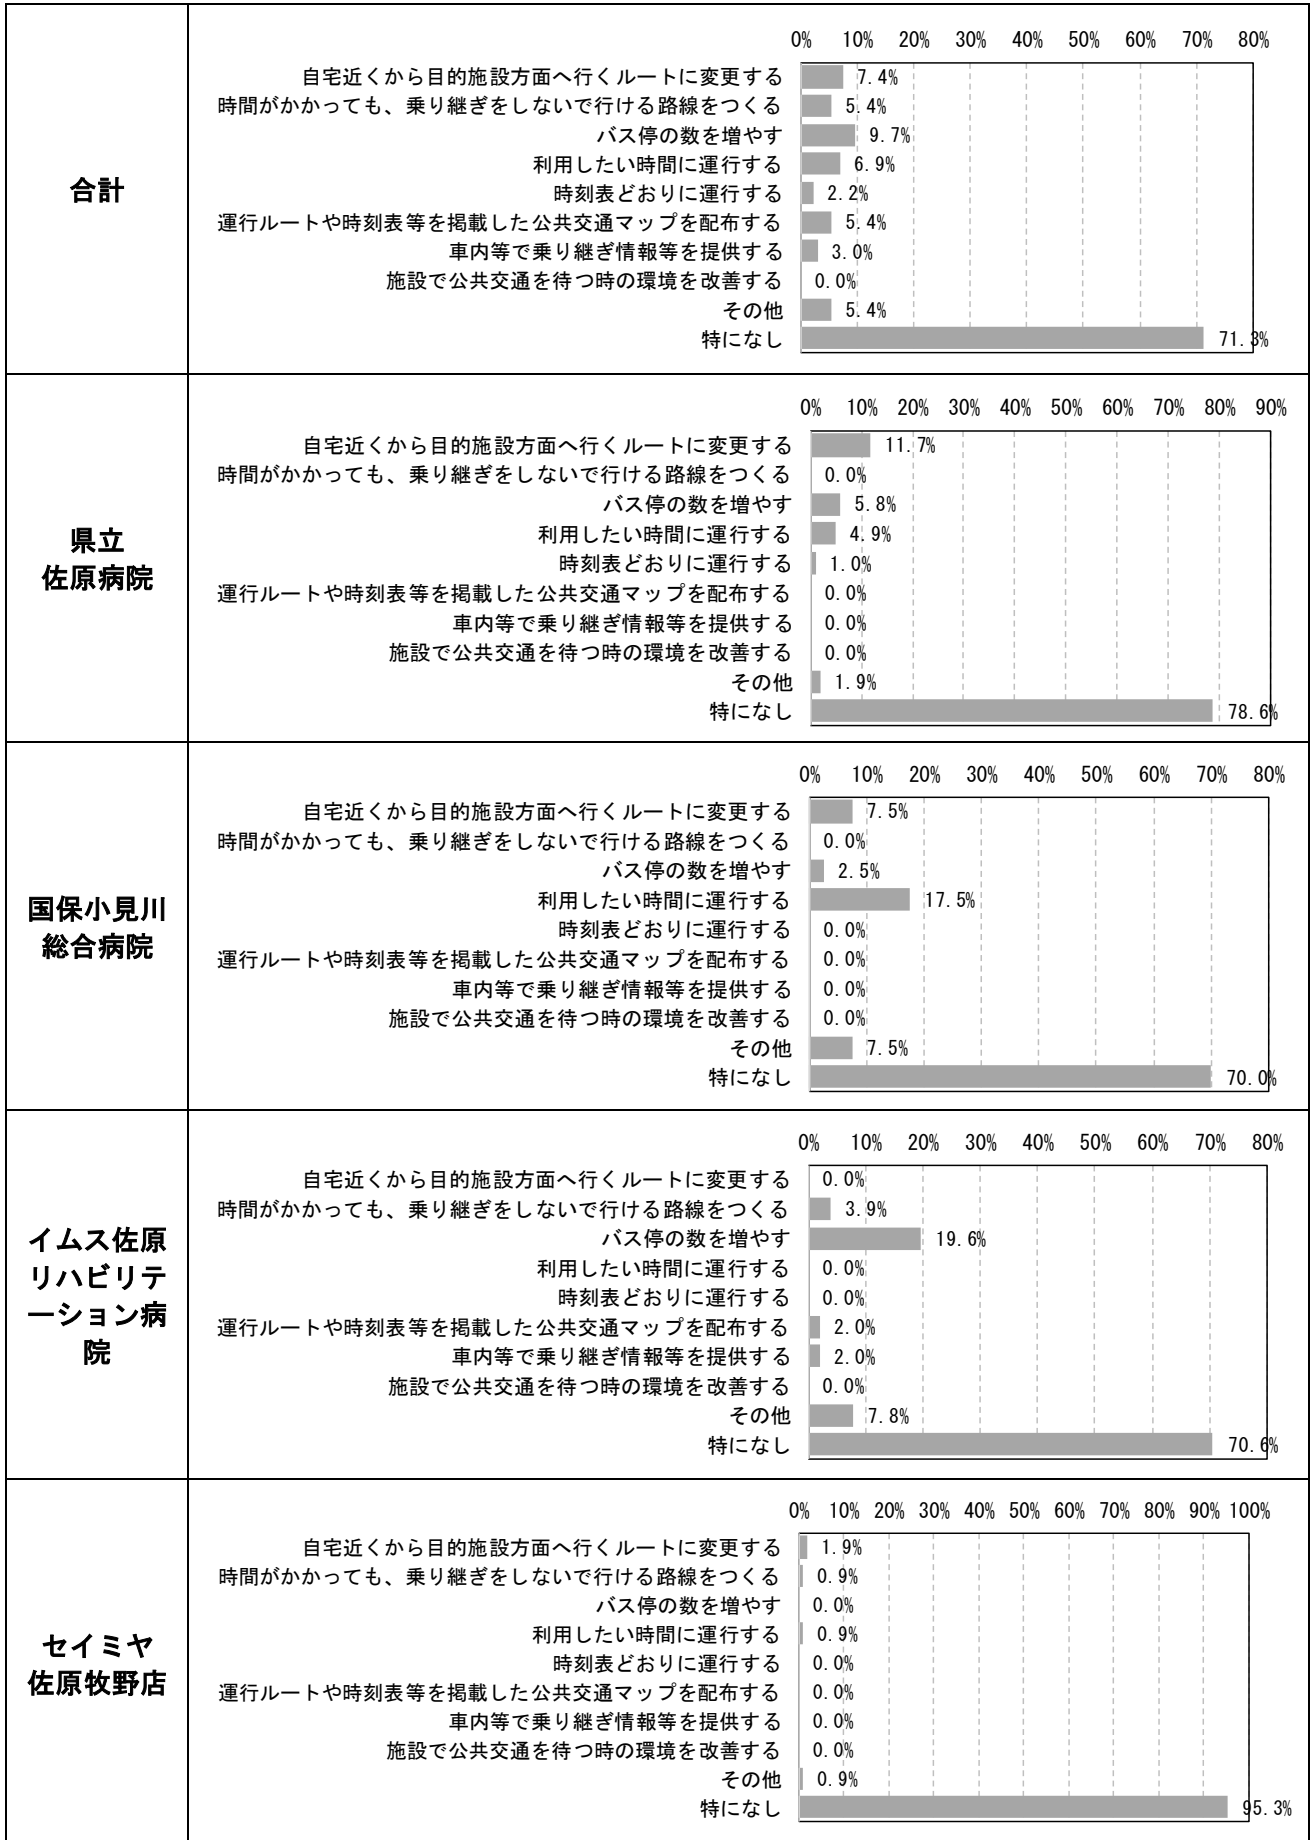 合計
0% 10% 20% 30% 40% 50% 60% 70% 80%
自宅近くから目的施設方面へ行くルートに変更する 7.4%
時間がかかっても、乗り継ぎをしないで行ける路線をつくる 5.4%
バス停の数を増やす 9.7%
利用したい時間に運行する 6.9%
時刻表どおりに運行する 2.2%
運行ルートや時刻表等を掲載した公共交通マップを配布する 5.4%
車内等で乗り継ぎ情報等を提供する 3.0%
施設で公共交通を待つ時の環境を改善する 0.0%
その他 5.4%
特になし 71.3%
県立
佐原病院
0% 10% 20% 30% 40% 50% 60% 70% 80% 90%
自宅近くから目的施設方面へ行くルートに変更する 11.7%
時間がかかっても、乗り継ぎをしないで行ける路線をつくる 0.0%
バス停の数を増やす 5.8%
利用したい時間に運行する 4.9%
時刻表どおりに運行する 1.0%
運行ルートや時刻表等を掲載した公共交通マップを配布する 0.0%
車内等で乗り継ぎ情報等を提供する 0.0%
施設で公共交通を待つ時の環境を改善する 0.0%
その他 1.9%
特になし 78.6%
国保小見川
総合病院
0% 10% 20% 30% 40% 50% 60% 70% 80%
自宅近くから目的施設方面へ行くルートに変更する 7.5%
時間がかかっても、乗り継ぎをしないで行ける路線をつくる 0.0%
バス停の数を増やす 2.5%
利用したい時間に運行する 17.5%
時刻表どおりに運行する 0.0%
運行ルートや時刻表等を掲載した公共交通マップを配布する 0.0%
車内等で乗り継ぎ情報等を提供する 0.0%
施設で公共交通を待つ時の環境を改善する 0.0%
その他 7.5%
特になし 70.0%
イムス佐原
リハビリテ
ーション病
院
0% 10% 20% 30% 40% 50% 60% 70% 80%
自宅近くから目的施設方面へ行くルートに変更する 0.0%
時間がかかっても、乗り継ぎをしないで行ける路線をつくる 3.9%
バス停の数を増やす 19.6%
利用したい時間に運行する 0.0%
時刻表どおりに運行する 0.0%
運行ルートや時刻表等を掲載した公共交通マップを配布する 2.0%
車内等で乗り継ぎ情報等を提供する 2.0%
施設で公共交通を待つ時の環境を改善する 0.0%
その他 7.8%
特になし 70.6%
セイミヤ
佐原牧野店
0% 10% 20% 30% 40% 50% 60% 70% 80% 90% 100%
自宅近くから目的施設方面へ行くルートに変更する 1.9%
時間がかかっても、乗り継ぎをしないで行ける路線をつくる 0.9%
バス停の数を増やす 0.0%
利用したい時間に運行する 0.9%
時刻表どおりに運行する 0.0%
運行ルートや時刻表等を掲載した公共交通マップを配布する 0.0%
車内等で乗り継ぎ情報等を提供する 0.0%
施設で公共交通を待つ時の環境を改善する 0.0%
その他 0.9%
特になし 95.3%